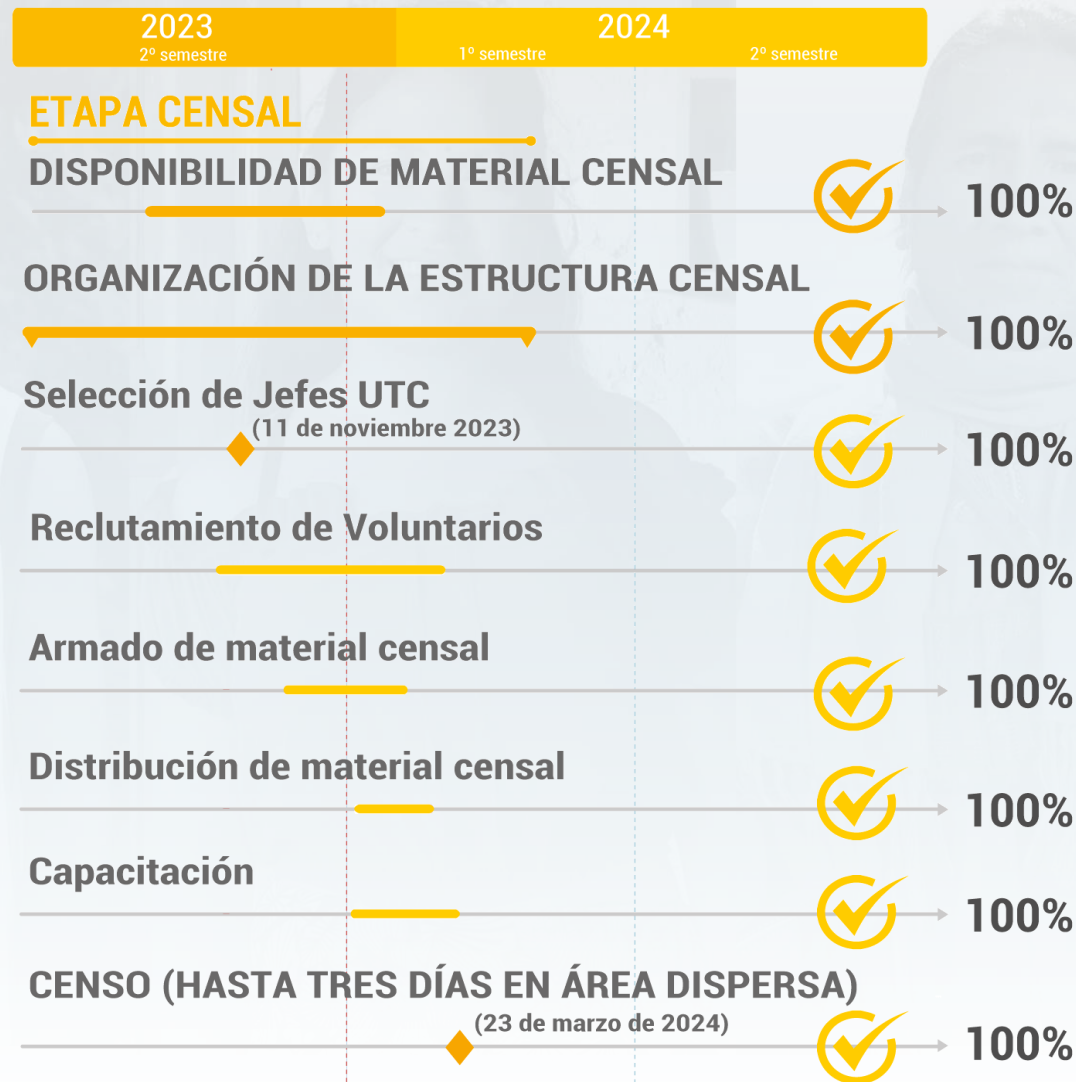 2023
2024
2º semestre
1º semestre
2º semestre
ETAPA CENSAL
DISPONIBILIDAD DE MATERIAL CENSAL
100%
ORGANIZACIÓN DE LA ESTRUCTURA CENSAL
100%
Selección de Jefes UTC
(11 de noviembre 2023)
100%
Reclutamiento de Voluntarios
100%
Armado de material censal
100%
Distribución de material censal
100%
Capacitación
100%
CENSO (HASTA TRES DÍAS EN ÁREA DISPERSA)
(23 de marzo de 2024)
100%